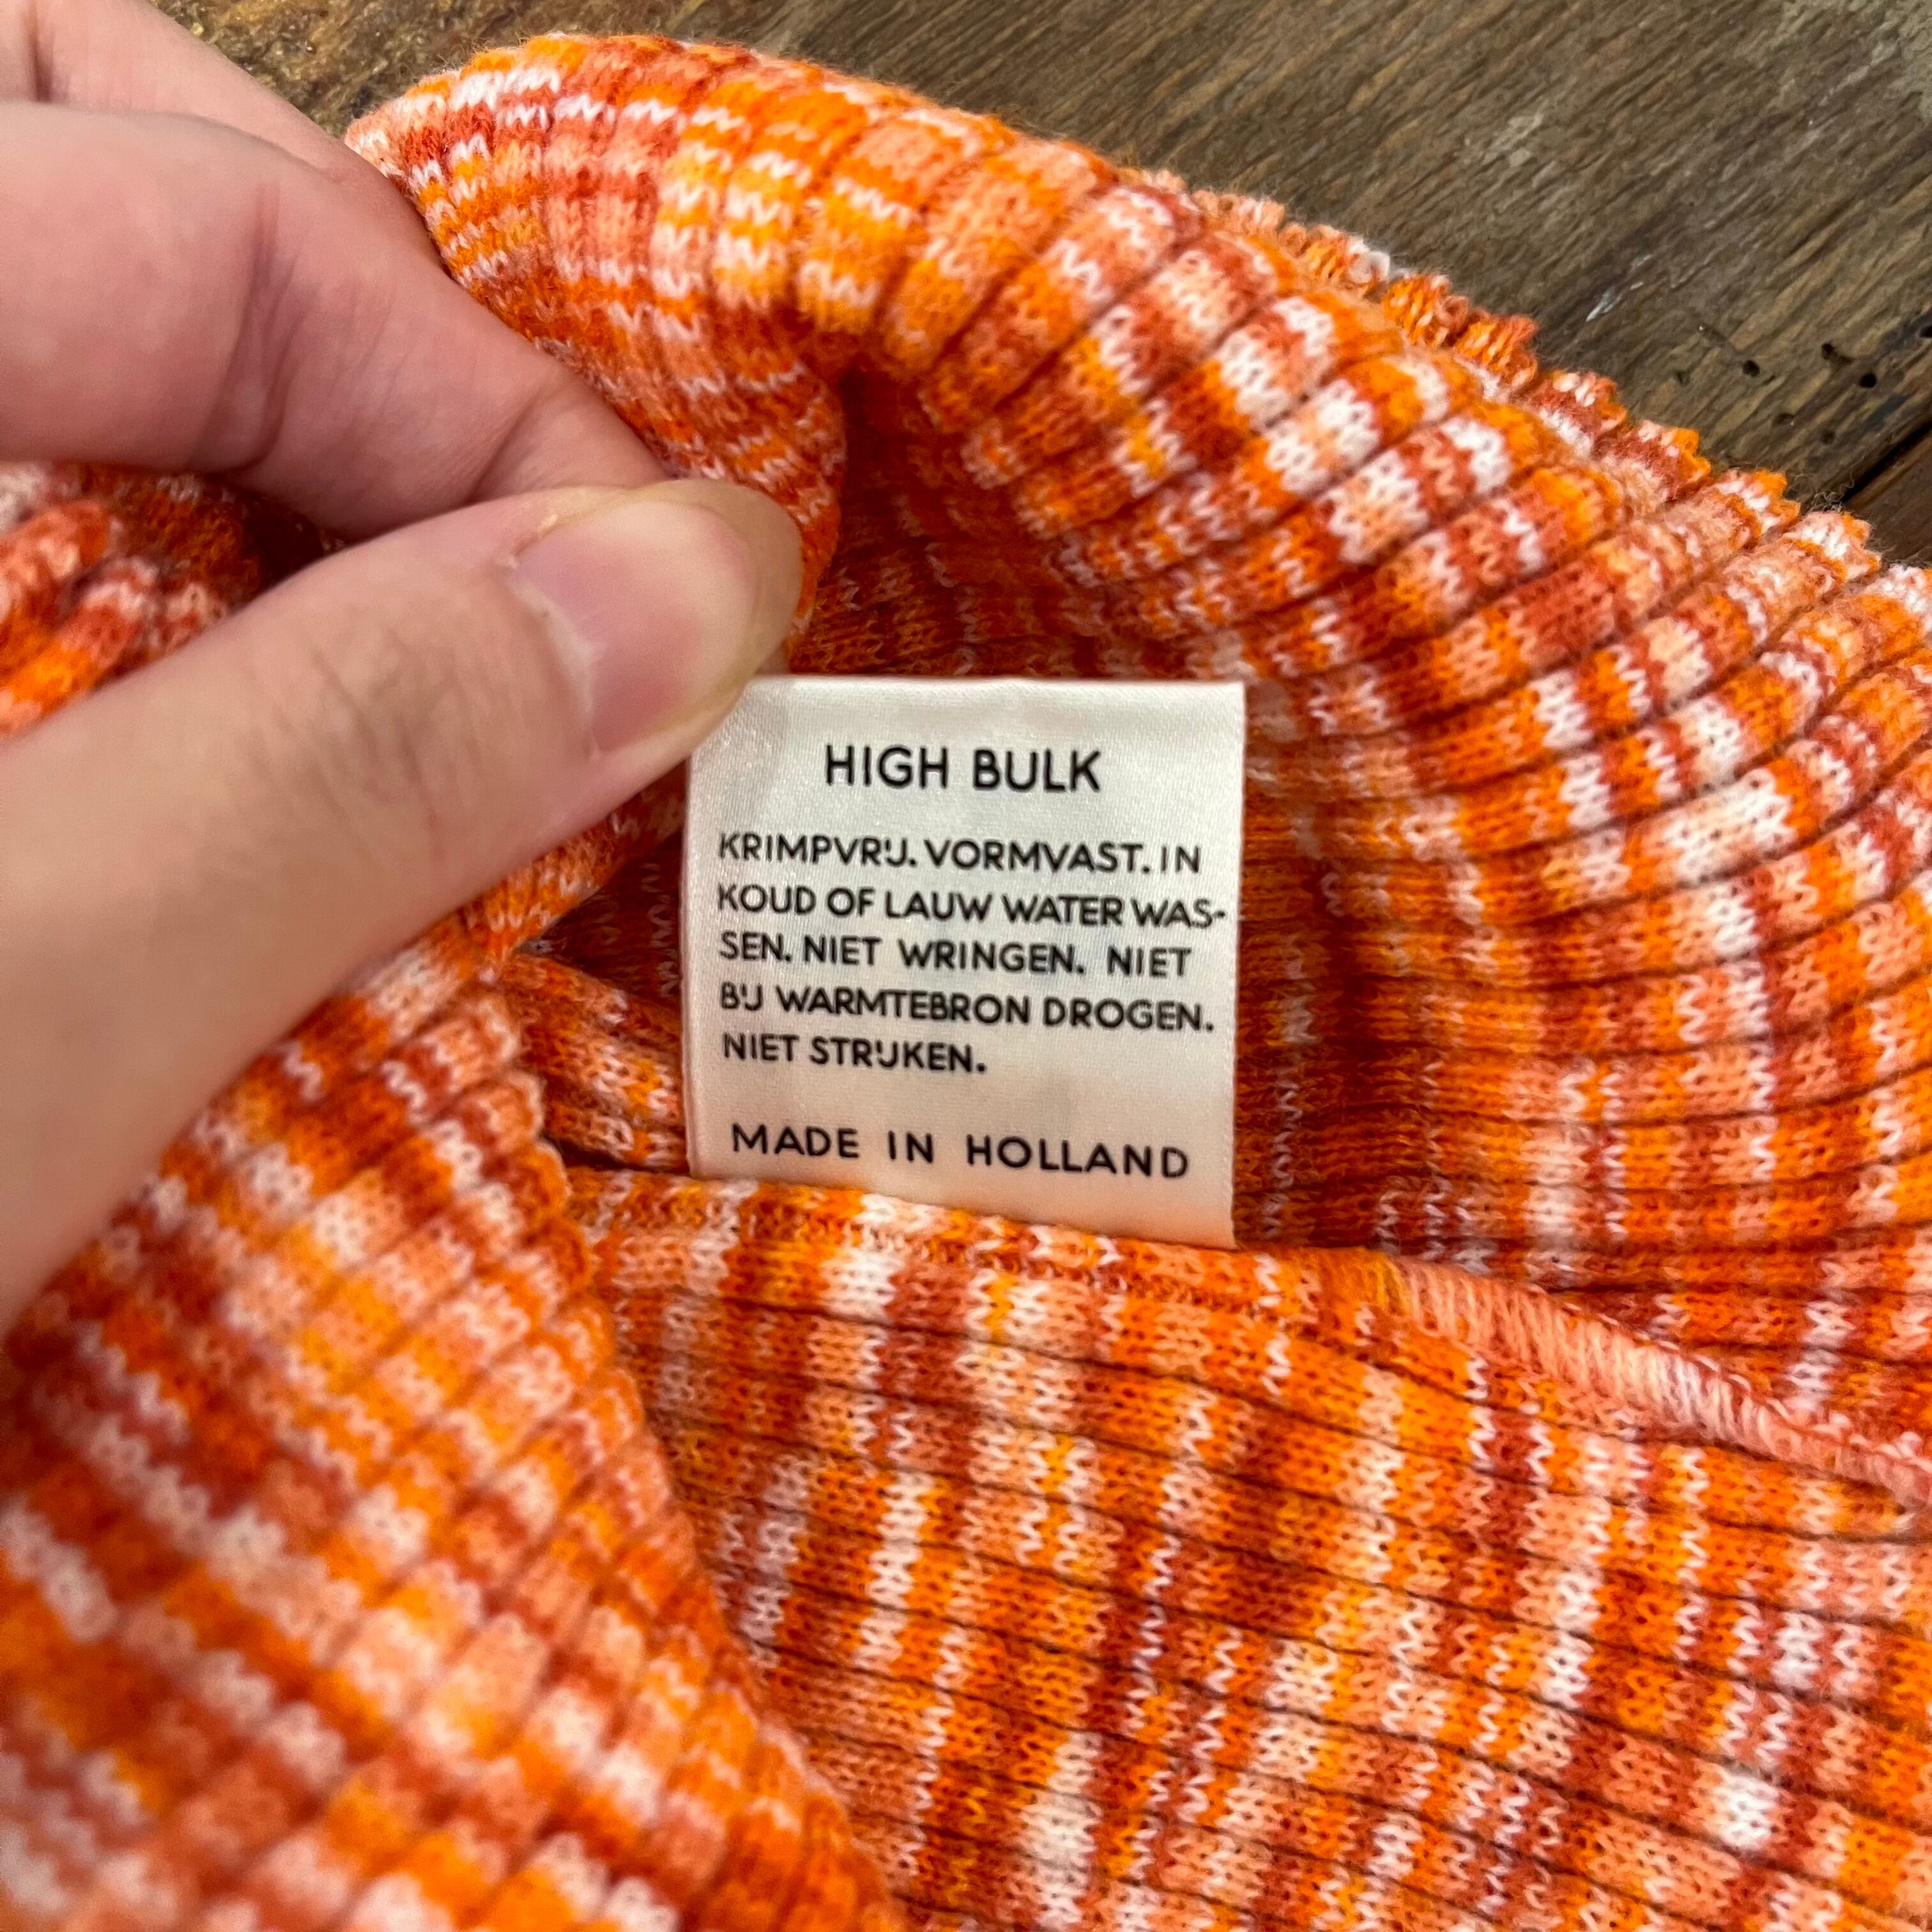 HIGH BULK
KRIMPVRIJ. VORMVAST. IN
KOUD OF LAUW WATER WAS-
SEN. NIET WRINGEN. NIET
BIJ WARMTEBRON DROGEN.
NIET STRIJKEN.
MADE IN HOLLAND